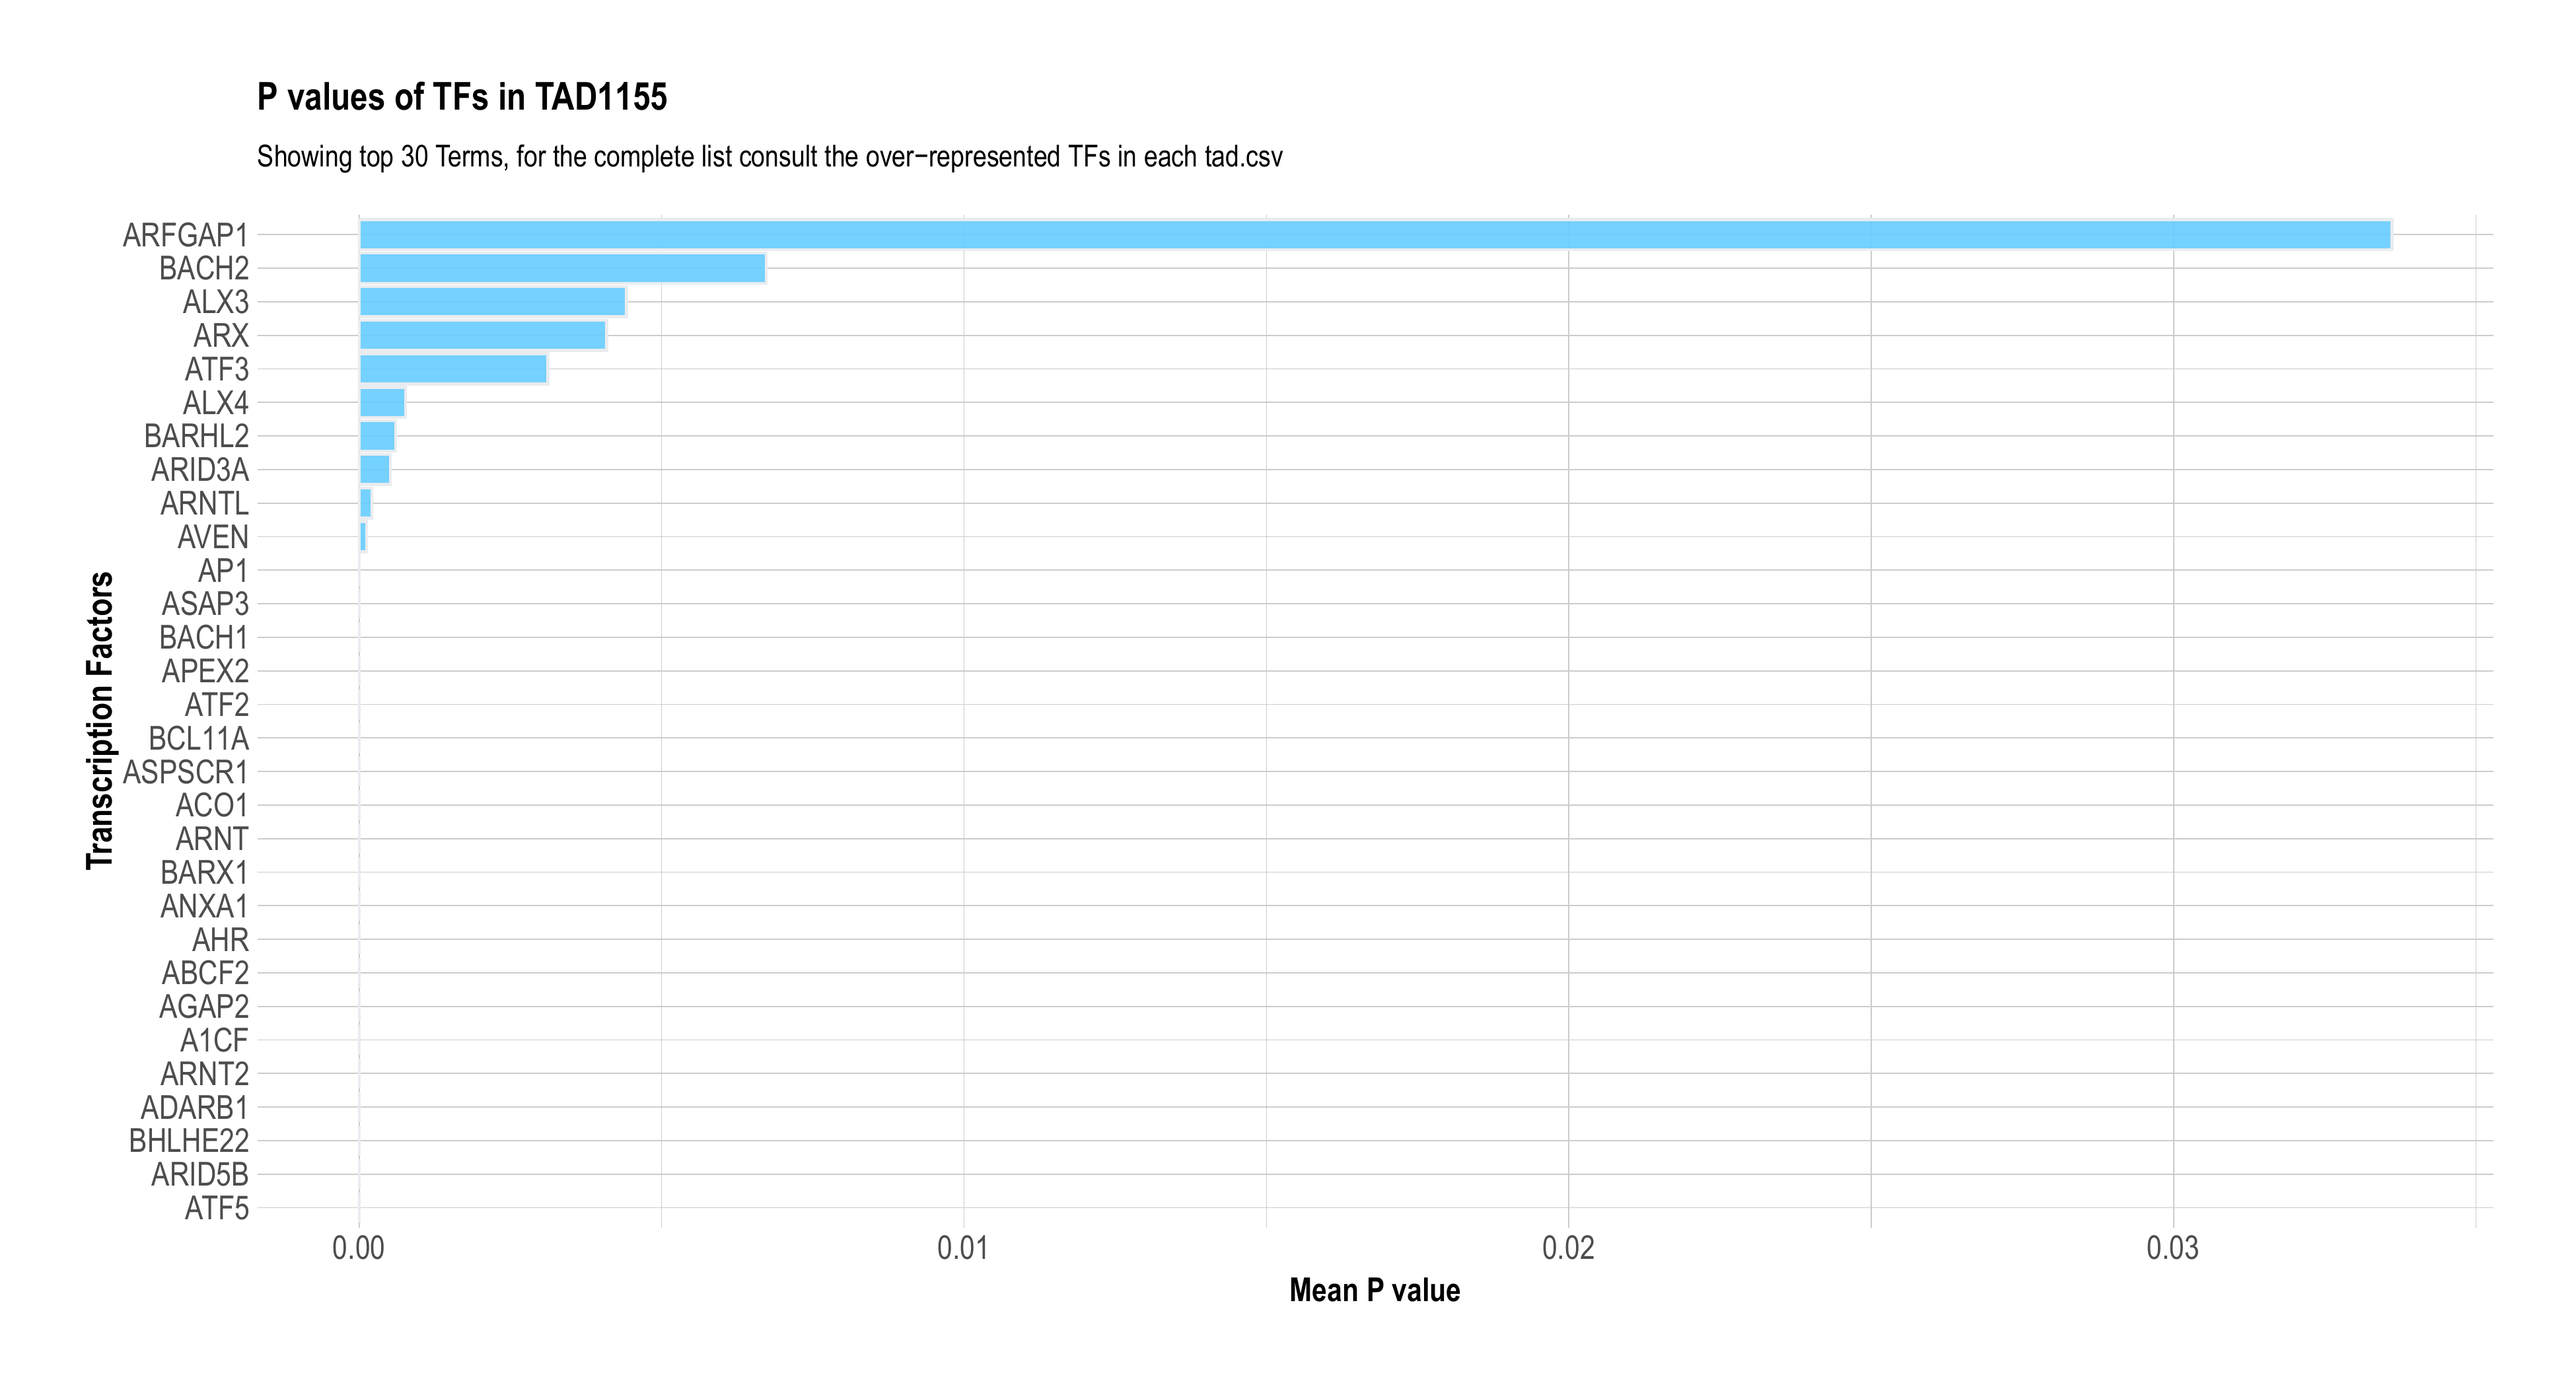 P values of TFs in TAD1155
Showing top 30 Terms, for the complete list consult the over−represented TFs in each tad.csv
Transcription Factors
ARFGAP1
BACH2
ALX3
ARX
ATF3
ALX4
BARHL2
ARID3A
ARNTL
AVEN
AP1
ASAP3
BACH1
APEX2
ATF2
BCL11A
ASPSCR1
ACO1
ARNT
BARX1
ANXA1
AHR
ABCF2
AGAP2
A1CF
ARNT2
ADARB1
BHLHE22
ARID5B
ATF5
0.00 0.01 0.02 0.03
Mean P value